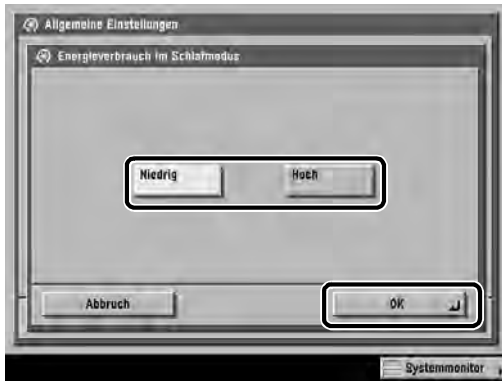 Allgemeine Einstellungen
Energieverbrauch im Schlafmodus
Niedrig Hoch
Abbruch OK
Systemmonitor